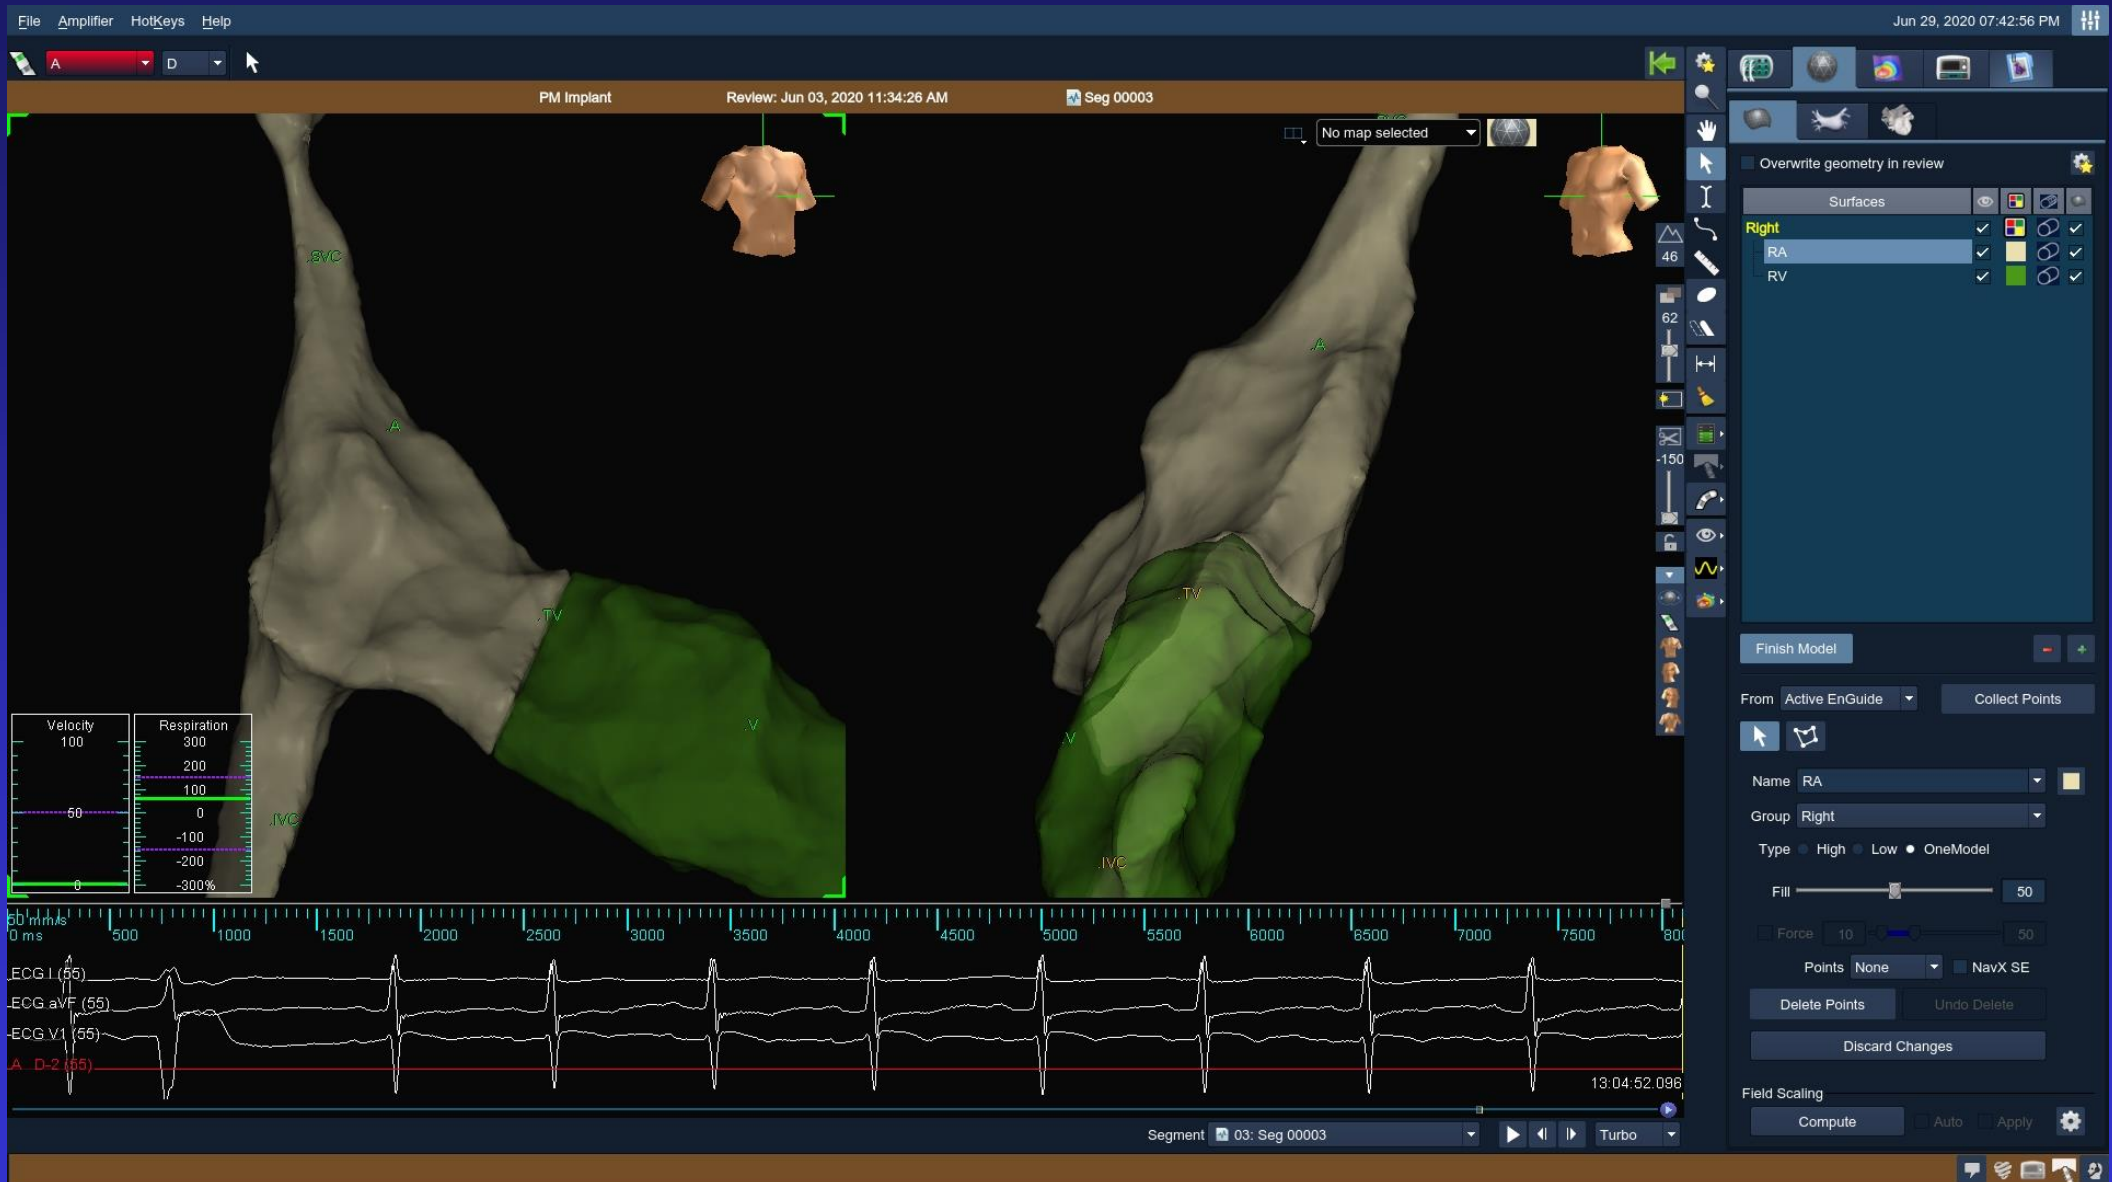 File Amplifier HotKeys Help
Jun 29, 2020 07:42:56 PM
A D
PM Implant Review: Jun 03, 2020 11:34:26 AM Seg 00003
No map selected
.SVC
.A
.TV
.V
.IVC
.A
.TV
.V
.IVC
Velocity
100
50
0
Respiration
300
200
100
0
-100
-200
-300%
46
62
-150
Overwrite geometry in review
Surfaces
Right
RA
RV
Finish Model
From Active EnGuide Collect Points
Name RA
Group Right
Type High Low OneModel
Fill 50
Force 10 50
Points None NavX SE
Delete Points Undo Delete
Discard Changes
Field Scaling
Compute Auto Apply
50 mm/s
0 ms 500 1000 1500 2000 2500 3000 3500 4000 4500 5000 5500 6000 6500 7000 7500
ECG I (55)
ECG aVF (55)
ECG V1 (55)
A D-2 (55)
13:04:52.096
Segment 03: Seg 00003 Turbo